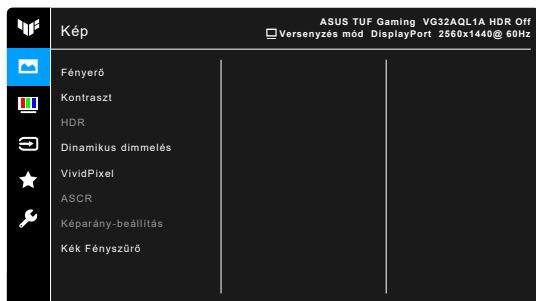 Kép
ASUS TUF Gaming VG32AQL1A HDR Off
Versenyzés mód DisplayPort 2560x1440@ 60Hz
Fényerő
Kontraszt
HDR
Dinamikus dimmelés
VividPixel
ASCR
Képarány-beállítás
Kék Fényszűrő